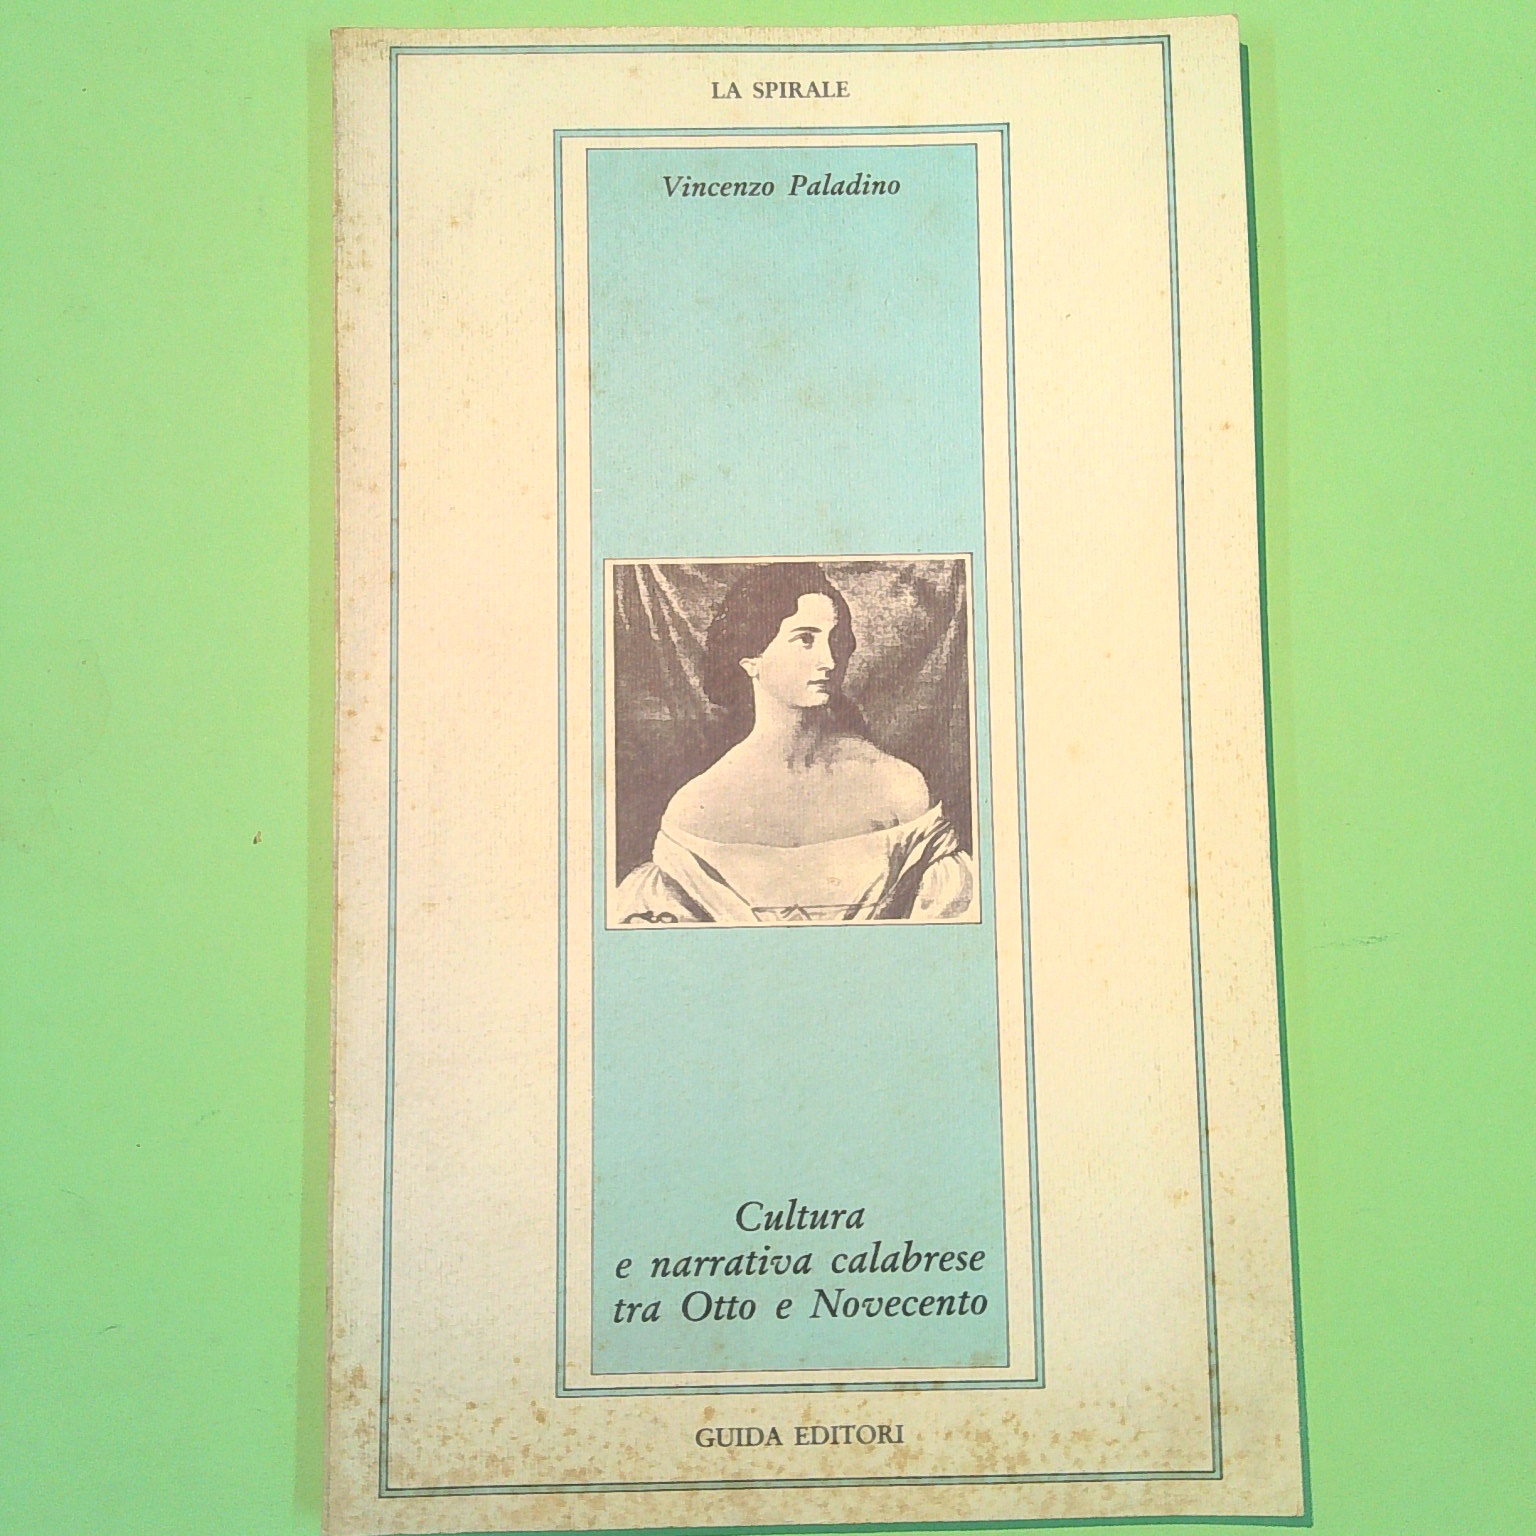 LA SPIRALE
Vincenzo Paladino
Cultura
e narrativa calabrese
tra Otto e Novecento
GUIDA EDITORI